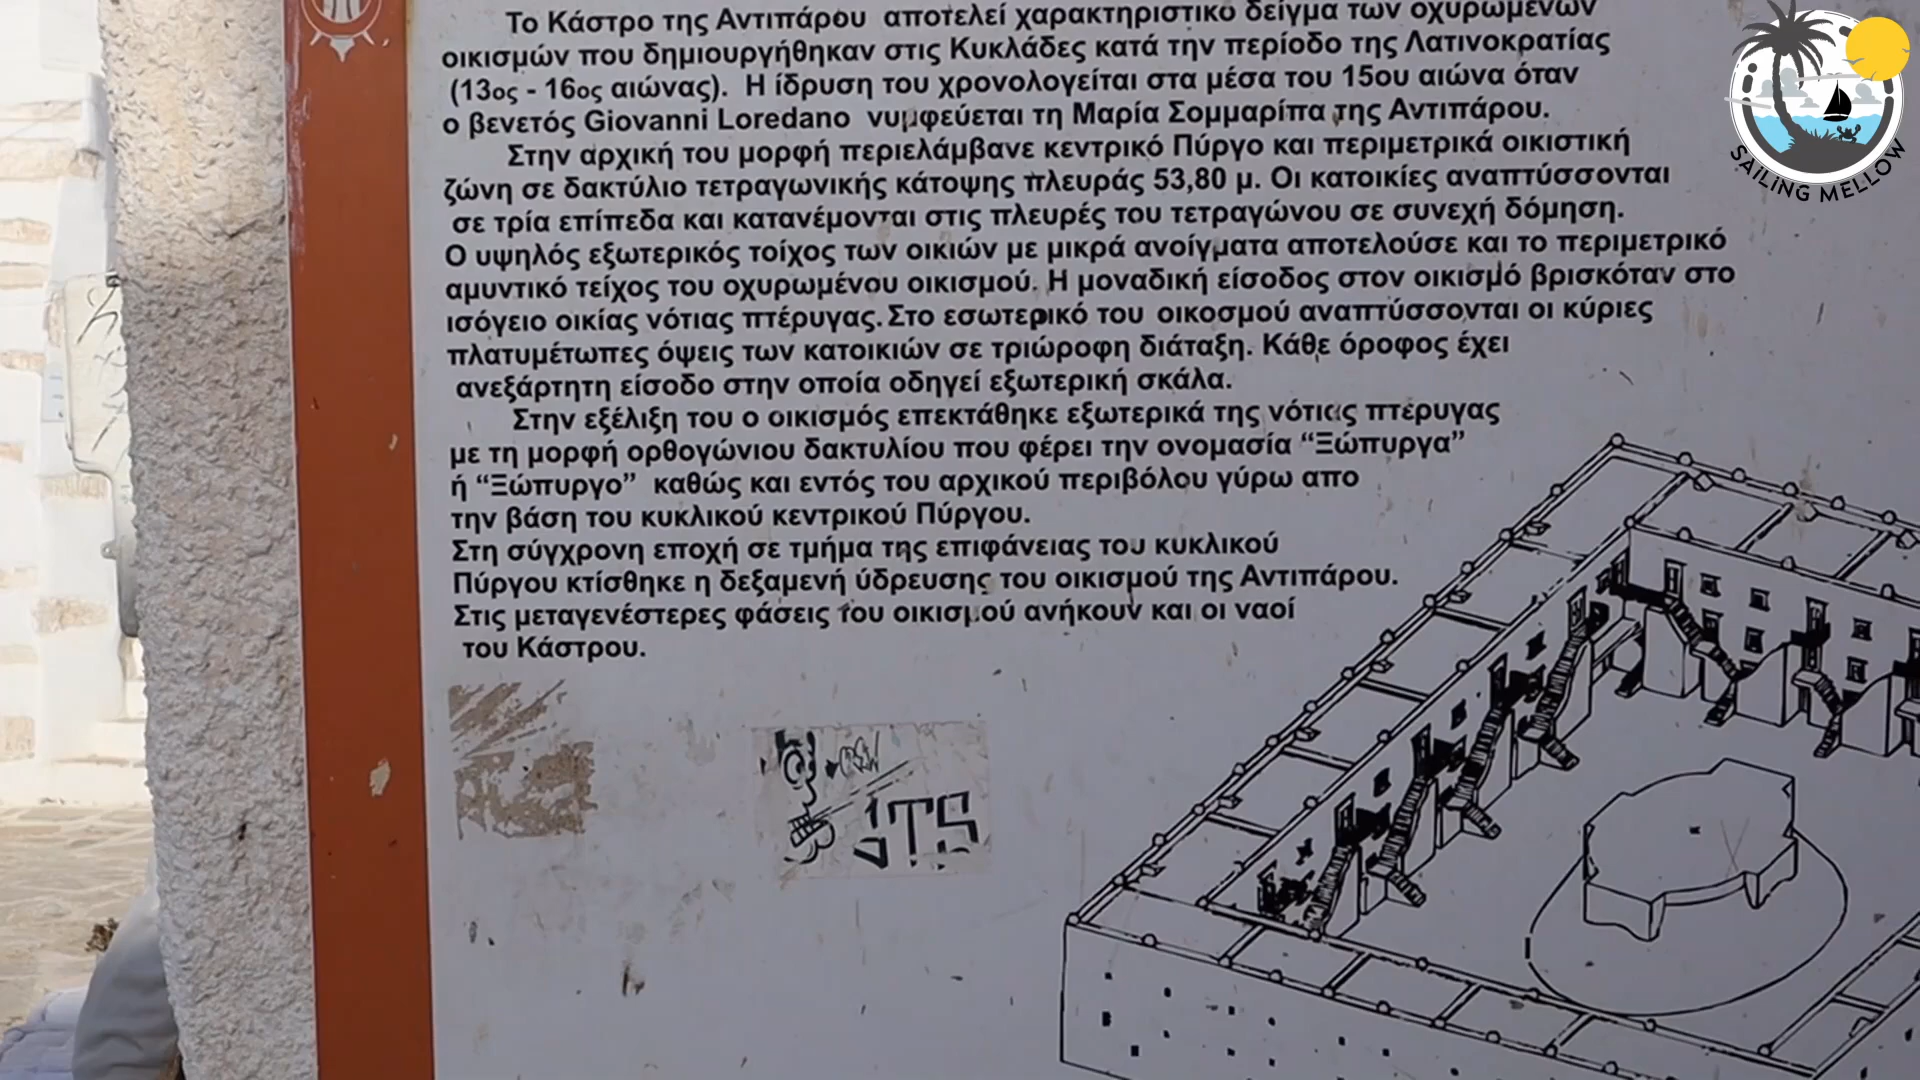 Το Κάστρο της Αντιπάρου αποτελεί χαρακτηριστικό δείγμα των οχυρωμένων
οικισμών που δημιουργήθηκαν στις Κυκλάδες κατά την περίοδο της Λατινοκρατίας
(13ος - 16ος αιώνας). Η ίδρυση του χρονολογείται στα μέσα του 15ου αιώνα όταν
ο βενετός Giovanni Loredano νυμφεύεται τη Μαρία Σομμαρίπα της Αντιπάρου.
Στην αρχική του μορφή περιελάμβανε κεντρικό Πύργο και περιμετρικά οικιστική
ζώνη σε δακτύλιο τετραγωνικής κάτοψης πλευράς 53,80 μ. Οι κατοικίες αναπτύσσονται
σε τρία επίπεδα και κατανέμονται στις πλευρές του τετραγώνου σε συνεχή δόμηση.
Ο υψηλός εξωτερικός τοίχος των οικιών με μικρά ανοίγματα αποτελούσε και το περιμετρικό
αμυντικό τείχος του οχυρωμένου οικισμού. Η μοναδική είσοδος στον οικισμό βρισκόταν στο
ισόγειο οικίας νότιας πτέρυγας. Στο εσωτερικό του οικοσμού αναπτύσσονται οι κύριες
πλατυμέτωπες όψεις των κατοικιών σε τριώροφη διάταξη. Κάθε όροφος έχει
ανεξάρτητη είσοδο στην οποία οδηγεί εξωτερική σκάλα.
Στην εξέλιξη του ο οικισμός επεκτάθηκε εξωτερικά της νότιας πτέρυγας
με τη μορφή ορθογώνιου δακτυλίου που φέρει την ονομασία “Ξώπυργα”
ή “Ξώπυργο” καθώς και εντός του αρχικού περιβόλου γύρω απο
την βάση του κυκλικού κεντρικού Πύργου.
Στη σύγχρονη εποχή σε τμήμα της επιφάνειας του κυκλικού
Πύργου κτίσθηκε η δεξαμενή ύδρευσης του οικισμού της Αντιπάρου.
Στις μεταγενέστερες φάσεις του οικισμού ανήκουν και οι ναοί
του Κάστρου.
SAILING MELLOW